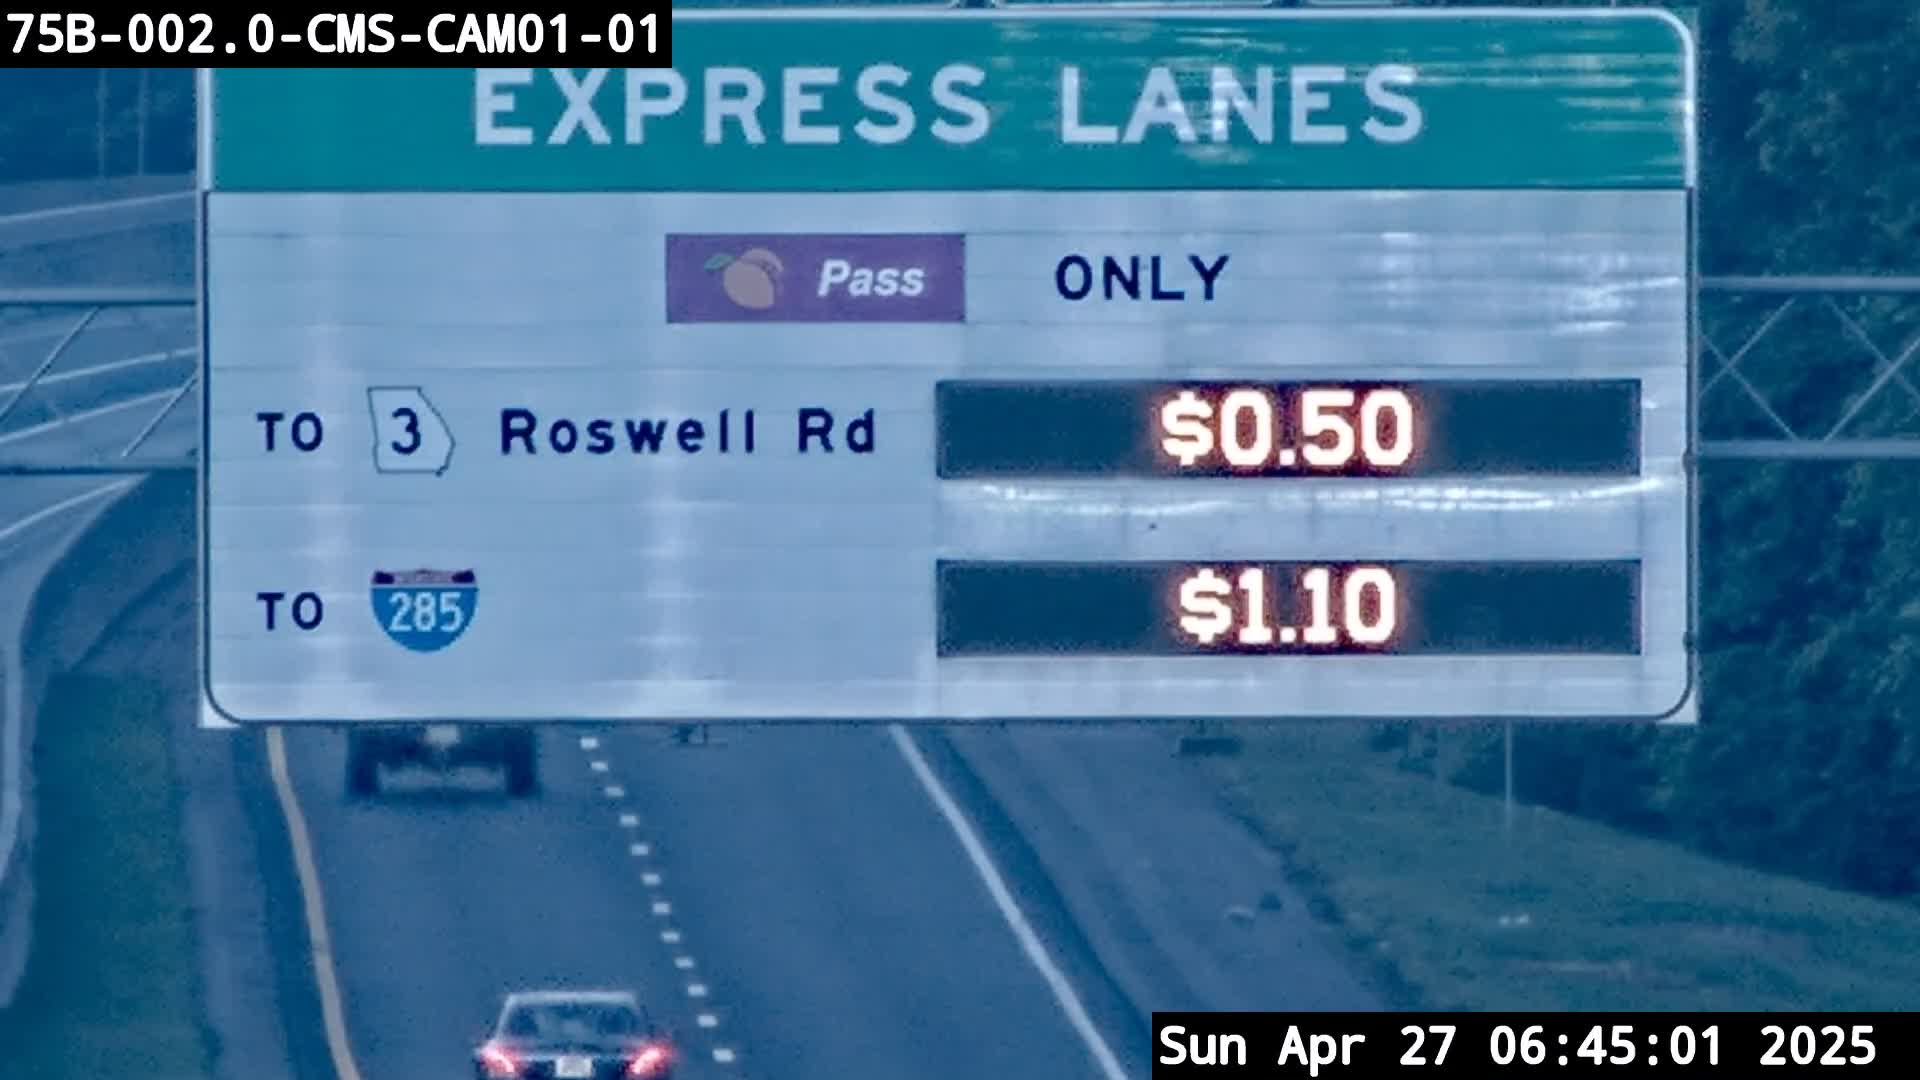 75B-002.0-CMS-CAM01-01
EXPRESS LANES
Pass ONLY
TO 3 Roswell Rd $0.50
TO 285 $1.10
Sun Apr 27 06:45:01 2025